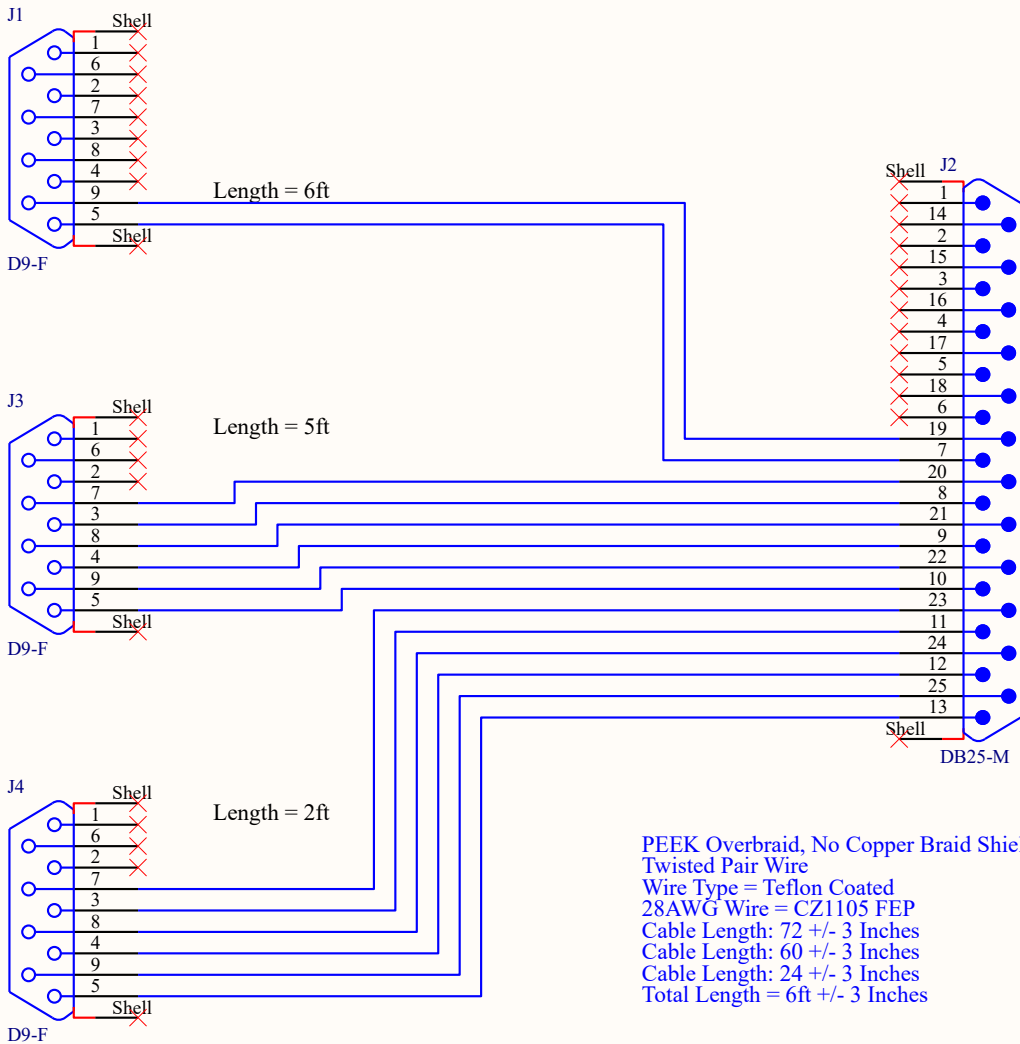 J1
Shell
1
6
2
7
3
8
4
9
5
Shell
D9-F
Length = 6ft
J2
Shell
1
14
2
15
3
16
4
17
5
18
6
19
7
20
8
21
9
22
10
23
11
24
12
25
13
Shell
DB25-M
J3
Shell
1
6
2
7
3
8
4
9
5
Shell
D9-F
Length = 5ft
J4
Shell
1
6
2
7
3
8
4
9
5
Shell
D9-F
Length = 2ft
PEEK Overbraid, No Copper Braid Shie
Twisted Pair Wire
Wire Type = Teflon Coated
28AWG Wire = CZ1105 FEP
Cable Length: 72 +/- 3 Inches
Cable Length: 60 +/- 3 Inches
Cable Length: 24 +/- 3 Inches
Total Length = 6ft +/- 3 Inches